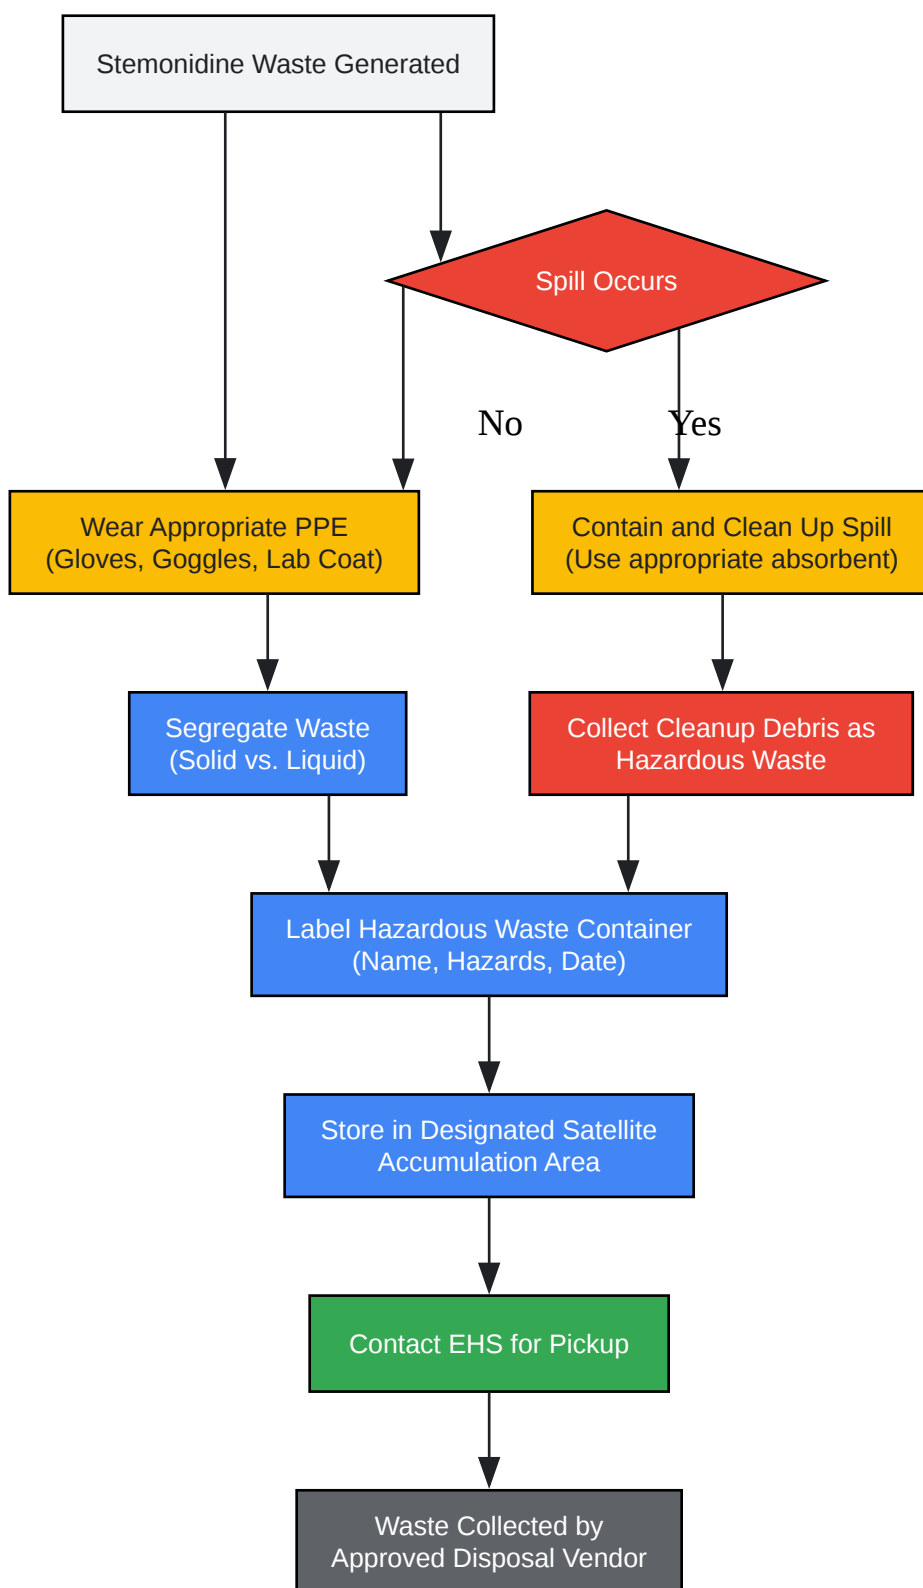 Stemonidine Waste Generated
Spill Occurs
No
Yes
Wear Appropriate PPE
(Gloves, Goggles, Lab Coat)
Contain and Clean Up Spill
(Use appropriate absorbent)
Segregate Waste
(Solid vs. Liquid)
Collect Cleanup Debris as
Hazardous Waste
Label Hazardous Waste Container
(Name, Hazards, Date)
Store in Designated Satellite
Accumulation Area
Contact EHS for Pickup
Waste Collected by
Approved Disposal Vendor